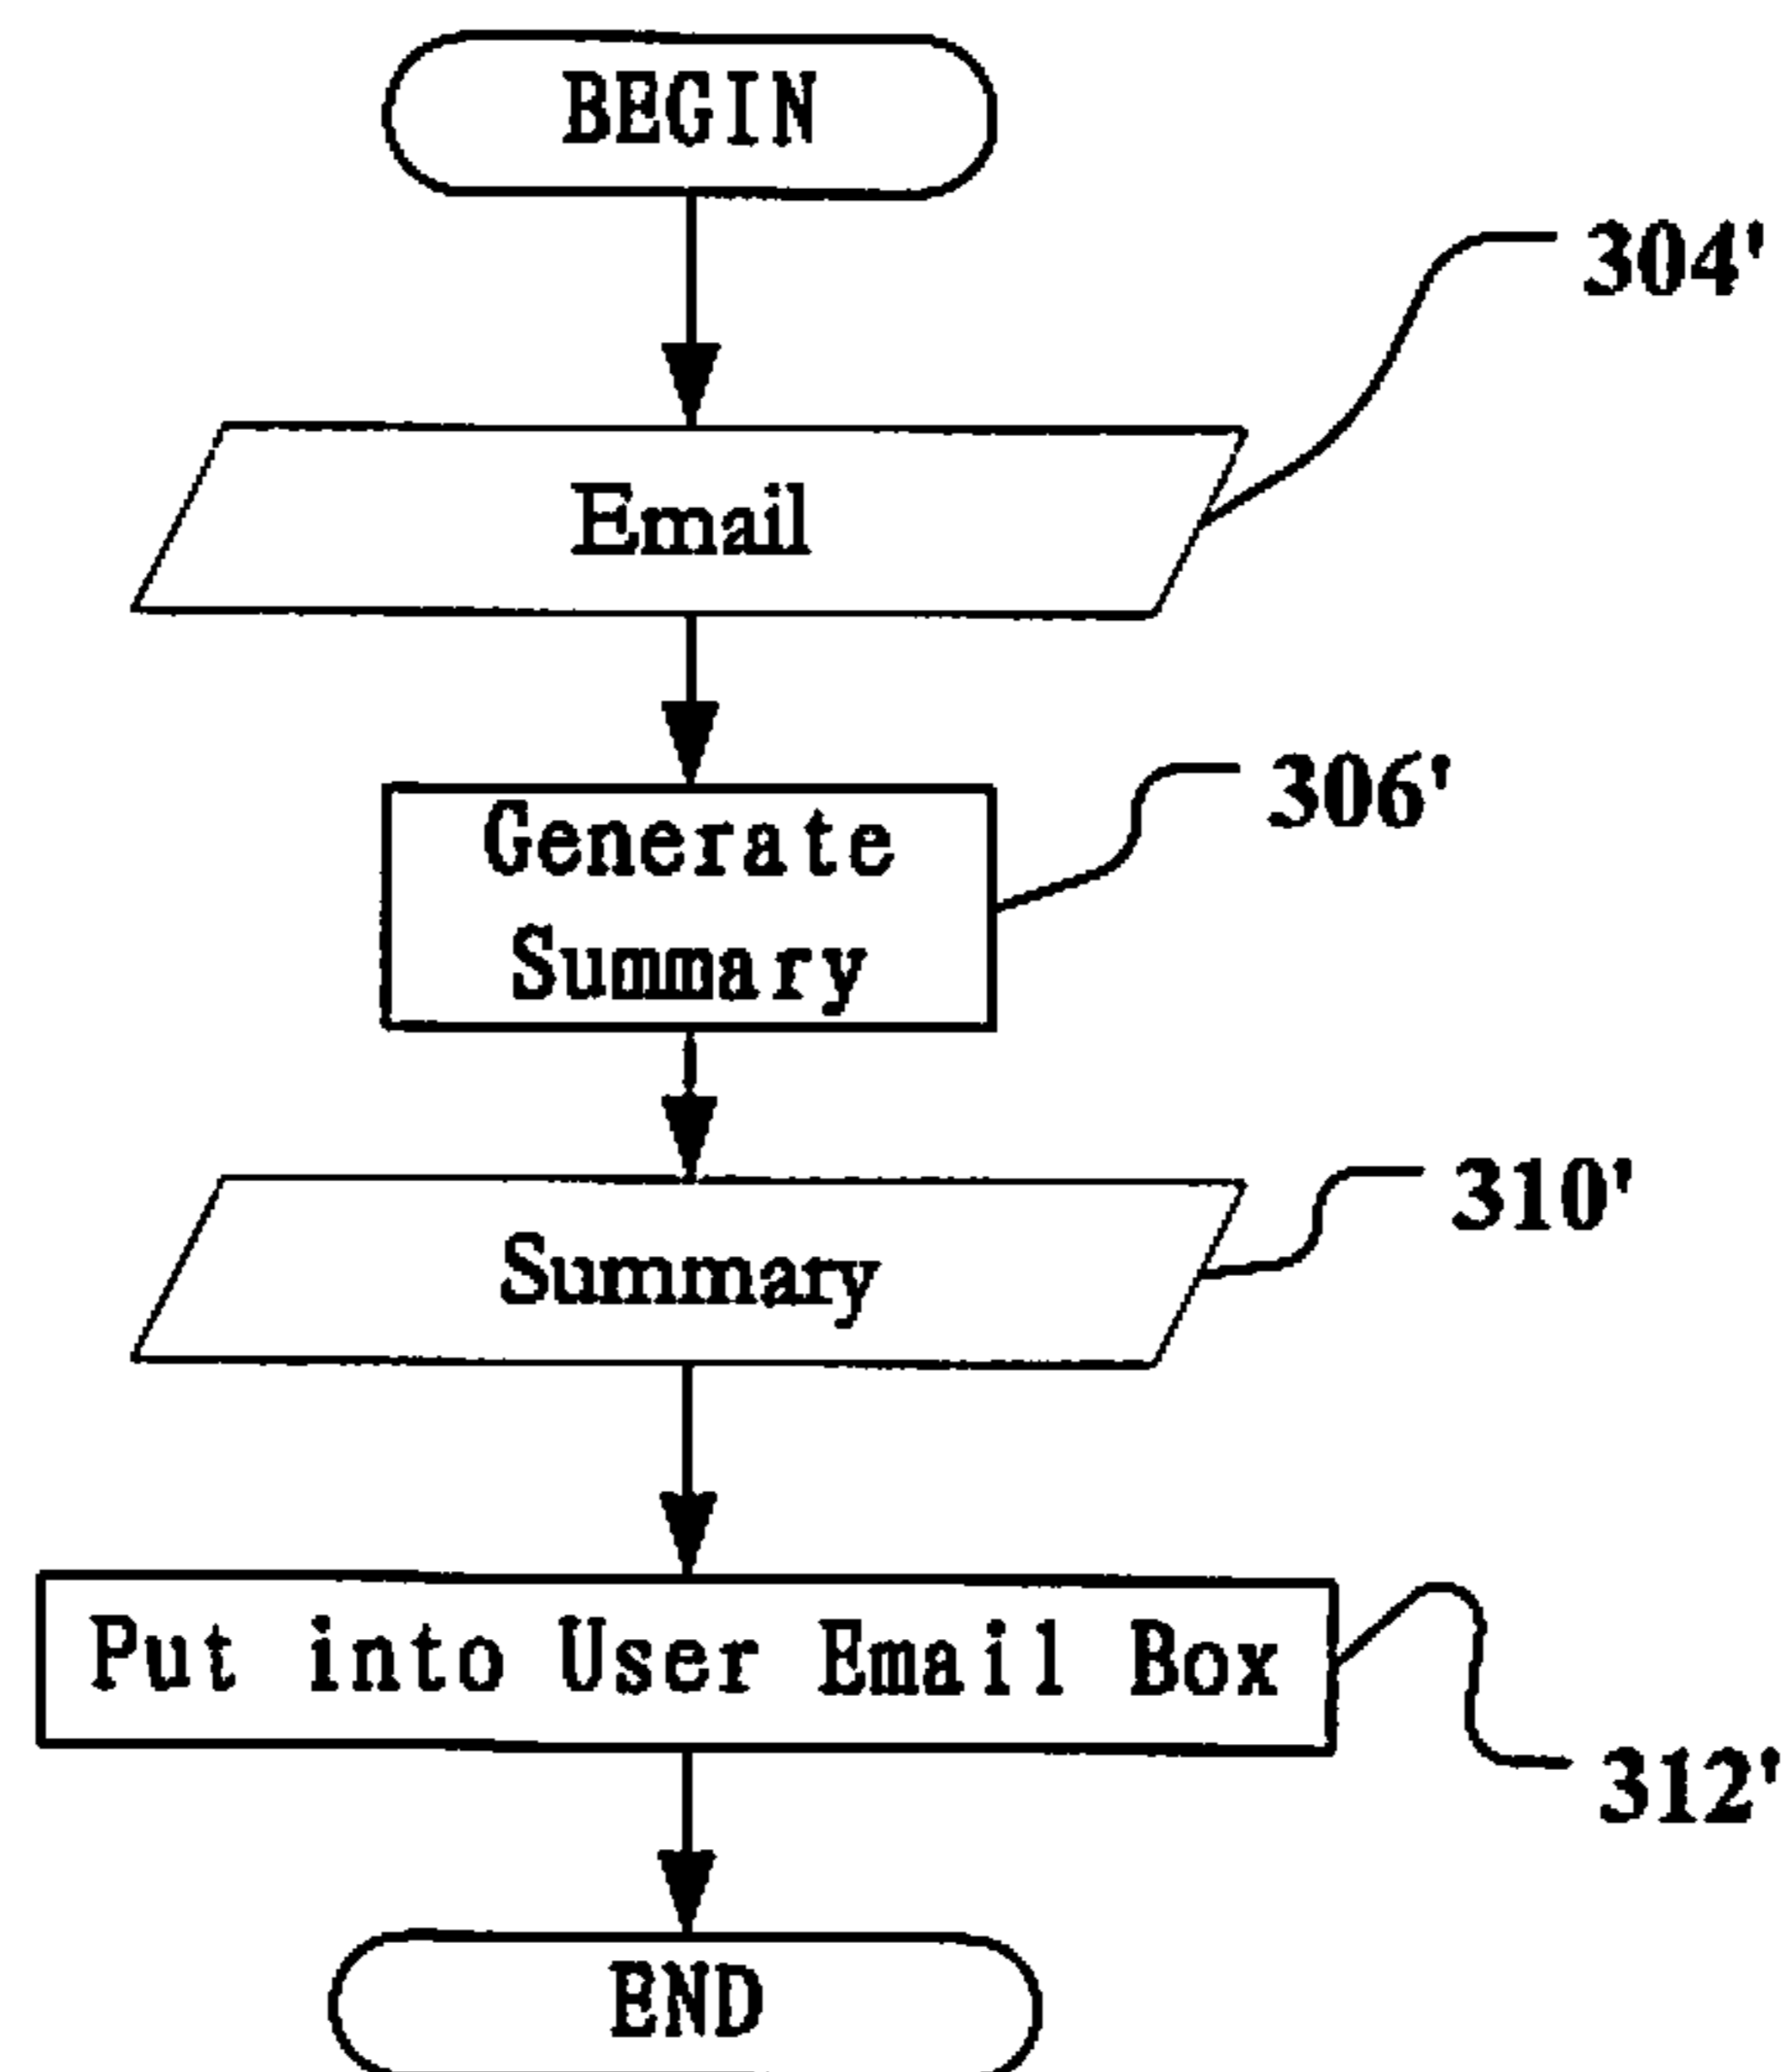 BEGIN
304'
Email
306'
Generate
Summary
310'
Summary
Put into User Email Box
312'
END